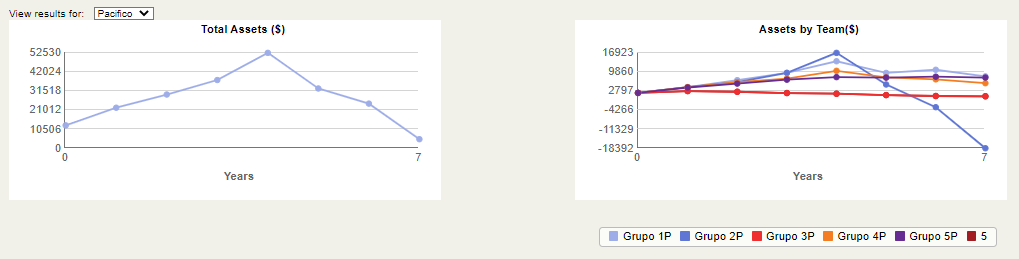 View results for: Pacifico
Total Assets ($)
52530
42024
31518
21012
10506
0
0 7
Years
Assets by Team($)
16923
9860
2797
-4266
-11329
-18392
0 7
Years
Grupo 1P Grupo 2P Grupo 3P Grupo 4P Grupo 5P 5